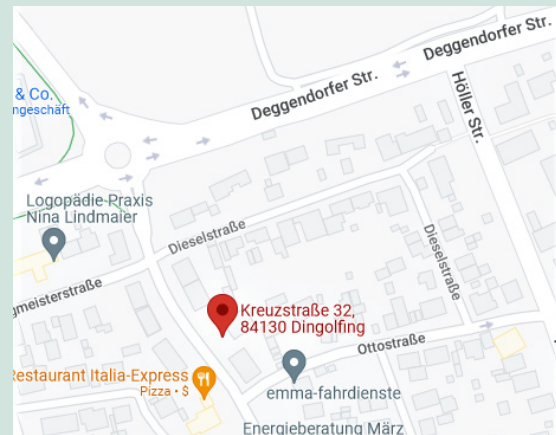 Deggendorfer Str.
Deggendorfer Str.
Höller Str.
& Co.
ngeschäft
Logopädie-Praxis
Nina Lindmaier
Dieselstraße
Dieselstraße
gmeisterstraße
Kreuzstraße 32,
84130 Dingolfing
Ottostraße
Restaurant Italia-Express
Pizza • $
emma-fahrdienste
Energieberatung März